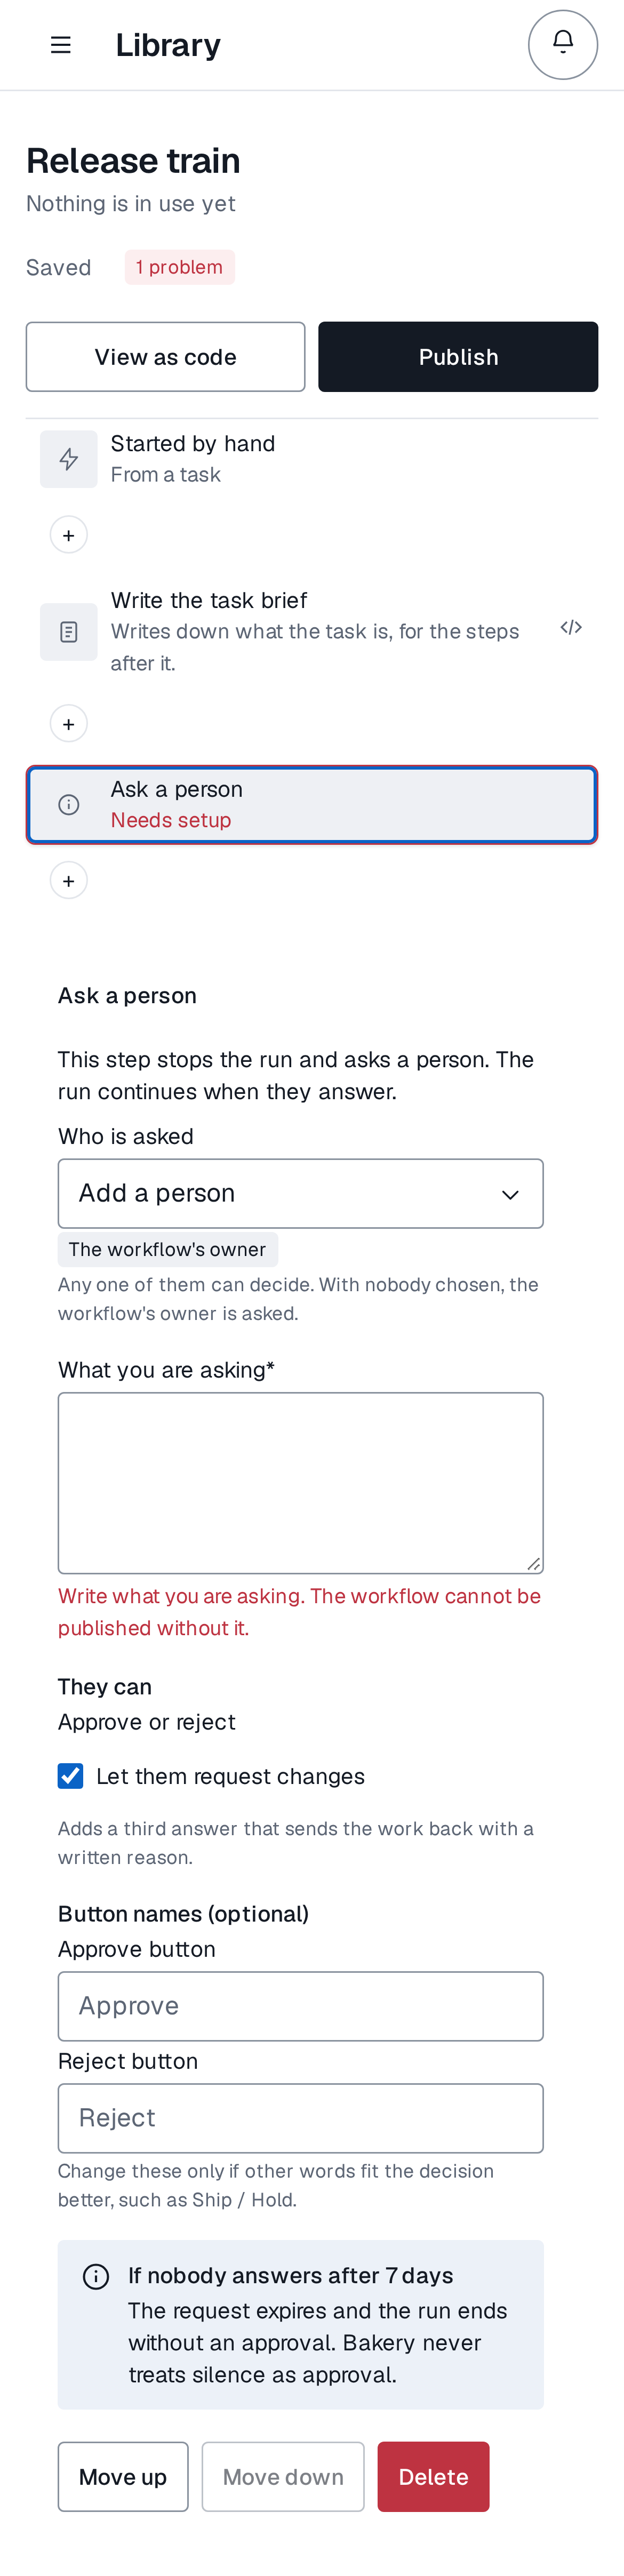 Library
Release train
Nothing is in use yet
Saved
1 problem
View as code
Publish
Started by hand
From a task
+
Write the task brief
Writes down what the task is, for the steps
after it.
+
Ask a person
Needs setup
+
Ask a person
This step stops the run and asks a person. The
run continues when they answer.
Who is asked
Add a person
The workflow's owner
Any one of them can decide. With nobody chosen, the
workflow's owner is asked.
What you are asking*
Write what you are asking. The workflow cannot be
published without it.
They can
Approve or reject
Let them request changes
Adds a third answer that sends the work back with a
written reason.
Button names (optional)
Approve button
Approve
Reject button
Reject
Change these only if other words fit the decision
better, such as Ship / Hold.
If nobody answers after 7 days
The request expires and the run ends
without an approval. Bakery never
treats silence as approval.
Move up
Move down
Delete